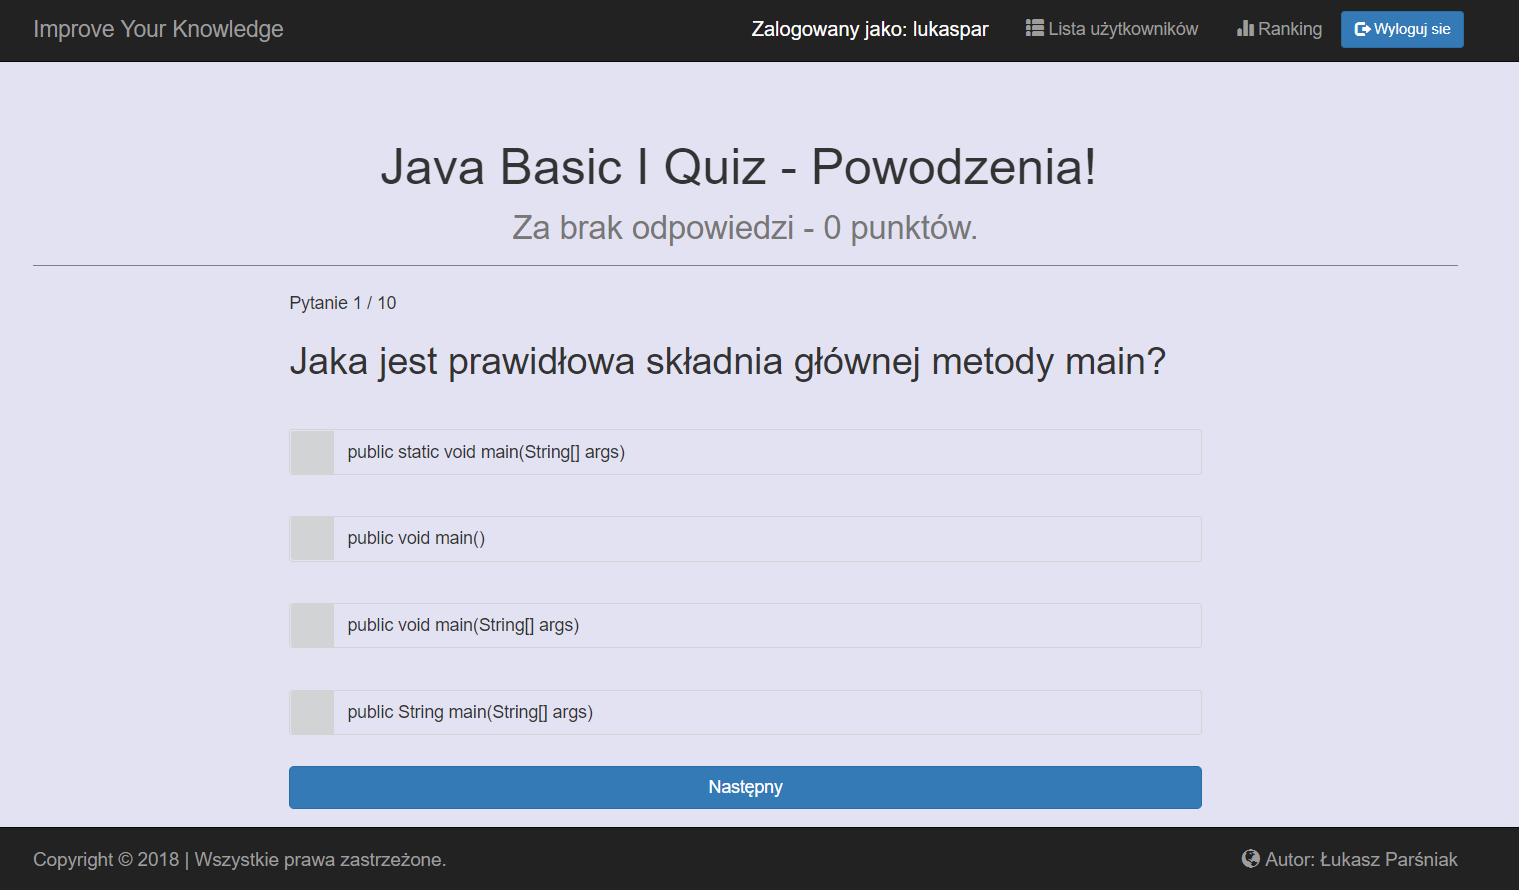 Improve Your Knowledge
Zalogowany jako: lukaspar
Lista użytkowników
Ranking
Wyloguj sie
Java Basic I Quiz - Powodzenia!
Za brak odpowiedzi - 0 punktów.
Pytanie 1 / 10
Jaka jest prawidłowa składnia głównej metody main?
public static void main(String[] args)
public void main()
public void main(String[] args)
public String main(String[] args)
Następny
Copyright © 2018 | Wszystkie prawa zastrzeżone.
Autor: Łukasz Parśniak